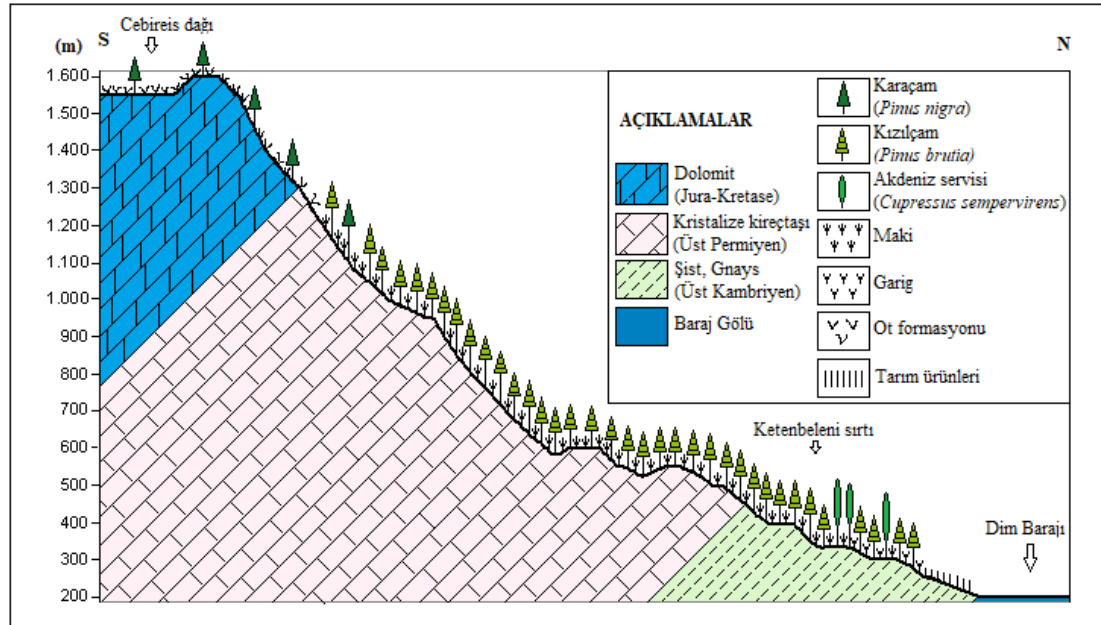 Cebireis dağı
(m) S
N
1.600
1.500
1.400
1.300
1.200
1.100
1.000
900
800
700
600
500
400
300
200
AÇIKLAMALAR
Dolomit
(Jura-Kretase)
Kristalize kireçtaşı
(Üst Permiyen)
Şist, Gnays
(Üst Kambriyen)
Baraj Gölü
Karaçam
(Pinus nigra)
Kızılçam
(Pinus brutia)
Akdeniz servisi
(Cupressus sempervirens)
Maki
Garig
Ot formasyonu
Tarım ürünleri
Ketenbeleni sırtı
Dim Barajı